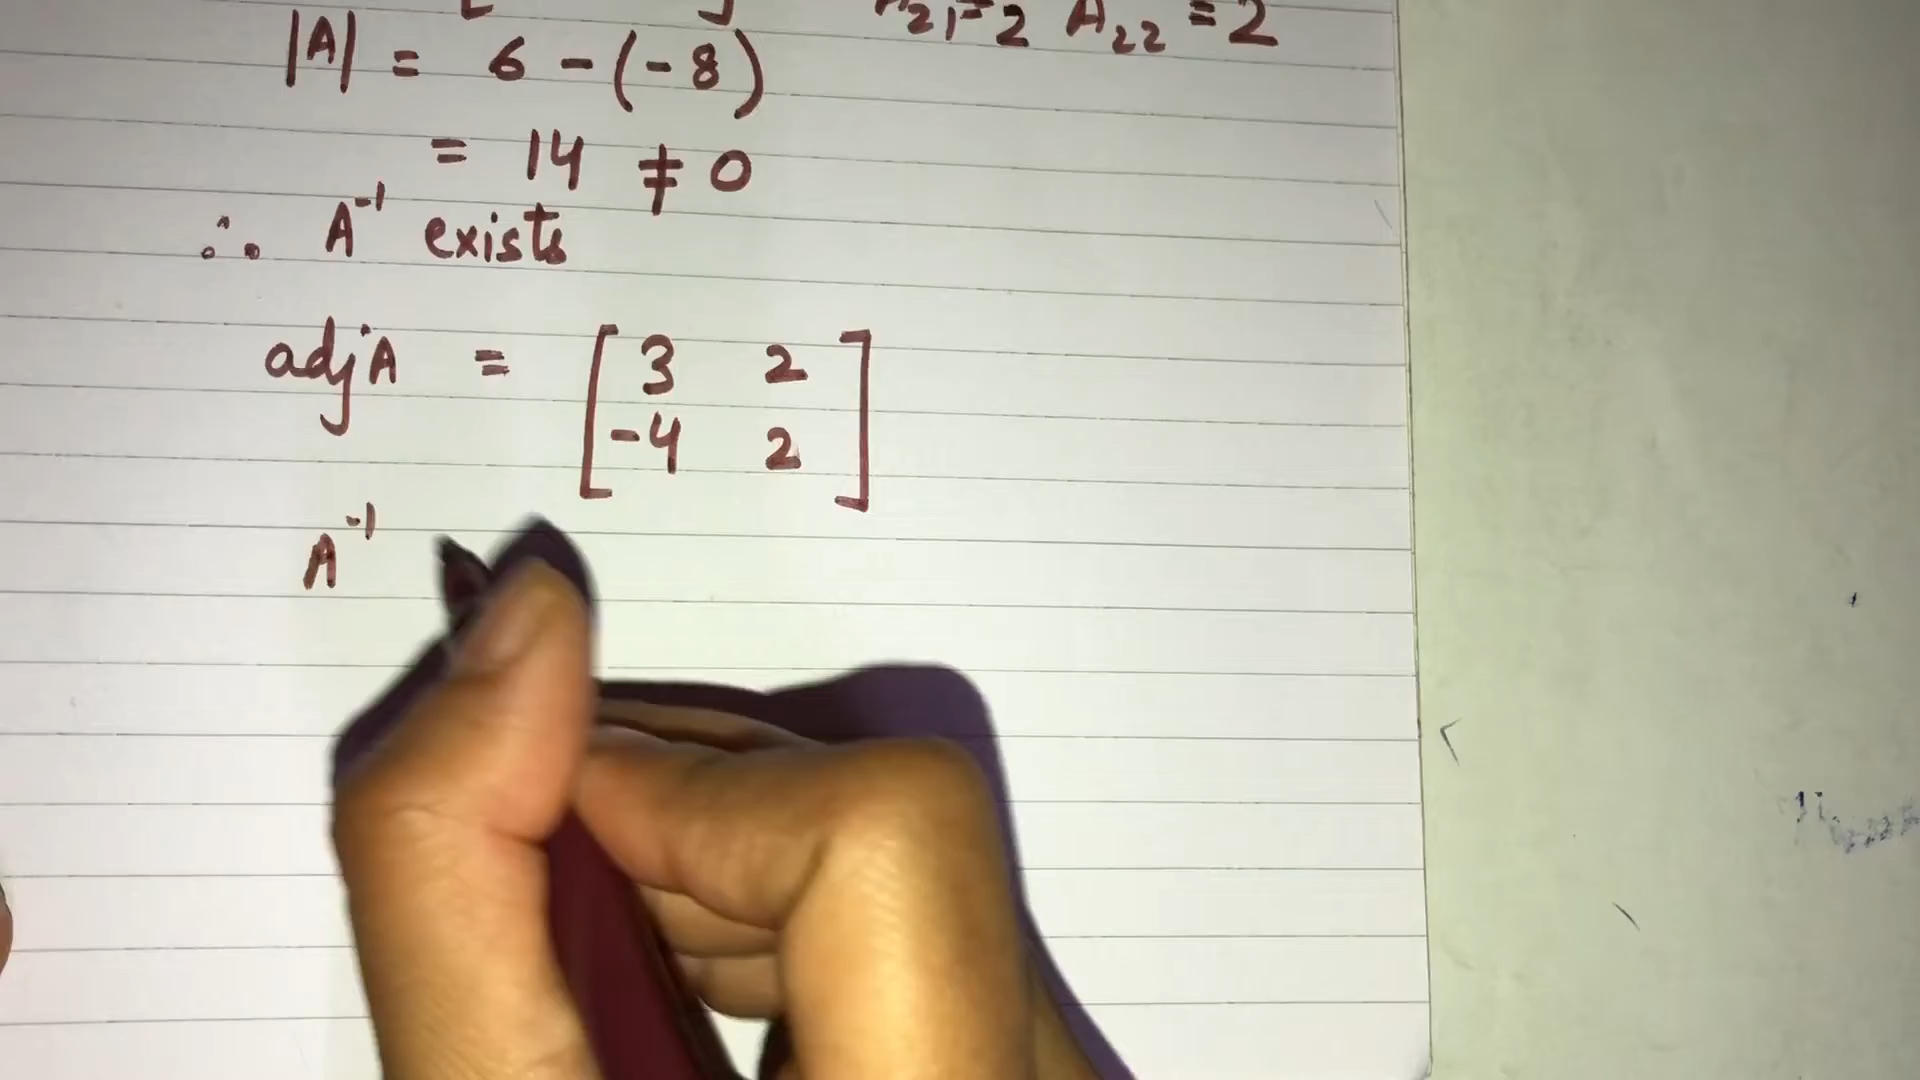 A₂₁=2 A₂₂=2
|A| = 6 - (-8)
= 14 ≠ 0
∴ A⁻¹ exists
adj A = [3 2
-4 2]
A⁻¹